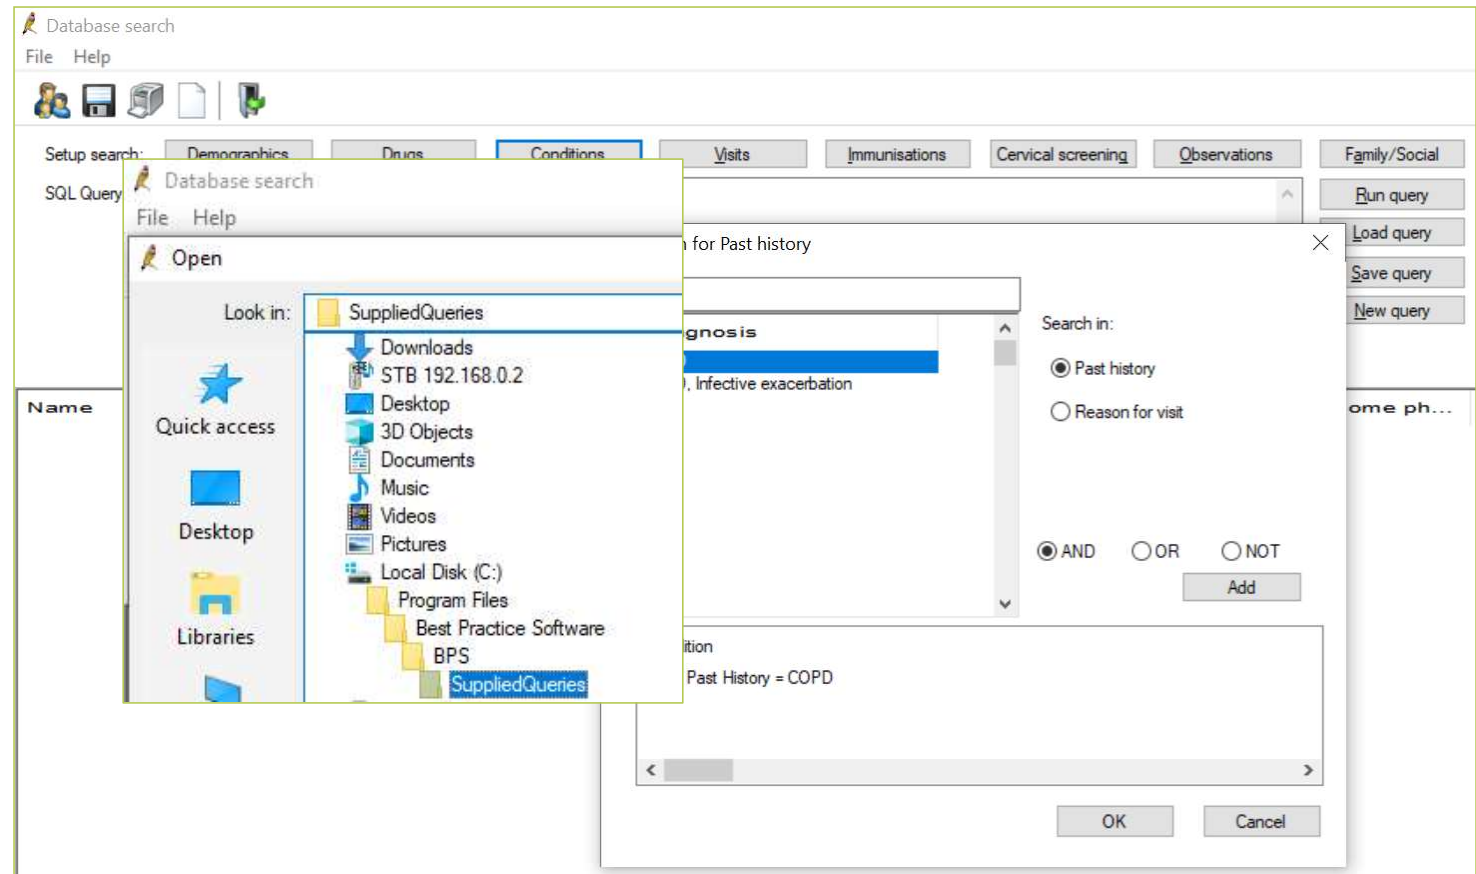 Database search
File Help
Setup search: Demographics Drugs Conditions Visits Immunisations Cervical screening Observations Family/Social
SQL Query
Run query
Load query
Save query
New query
Name
ome ph...
Database search
File Help
Open
Look in: SuppliedQueries
Downloads
STB 192.168.0.2
Desktop
3D Objects
Documents
Music
Videos
Pictures
Local Disk (C:)
Program Files
Best Practice Software
BPS
SuppliedQueries
Quick access
Desktop
Libraries
for Past history
gnosis
, Infective exacerbation
Search in:
Past history
Reason for visit
AND OR NOT
Add
ition
Past History = COPD
OK Cancel